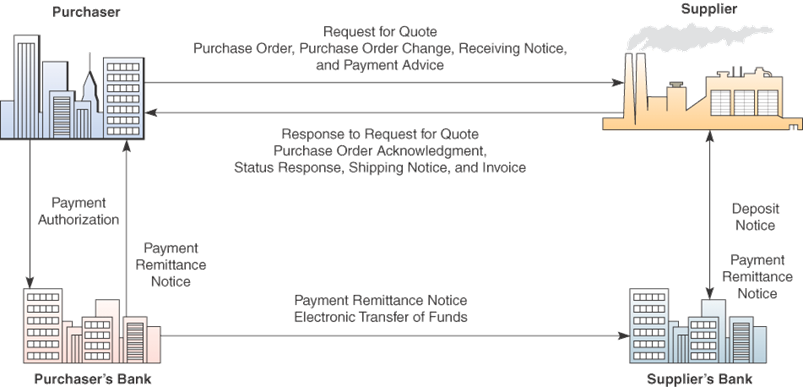 Purchaser
Supplier
Request for Quote
Purchase Order, Purchase Order Change, Receiving Notice,
and Payment Advice
Response to Request for Quote
Purchase Order Acknowledgment,
Status Response, Shipping Notice, and Invoice
Payment
Authorization
Payment
Remittance
Notice
Deposit
Notice
Payment
Remittance
Notice
Payment Remittance Notice
Electronic Transfer of Funds
Purchaser's Bank
Supplier's Bank